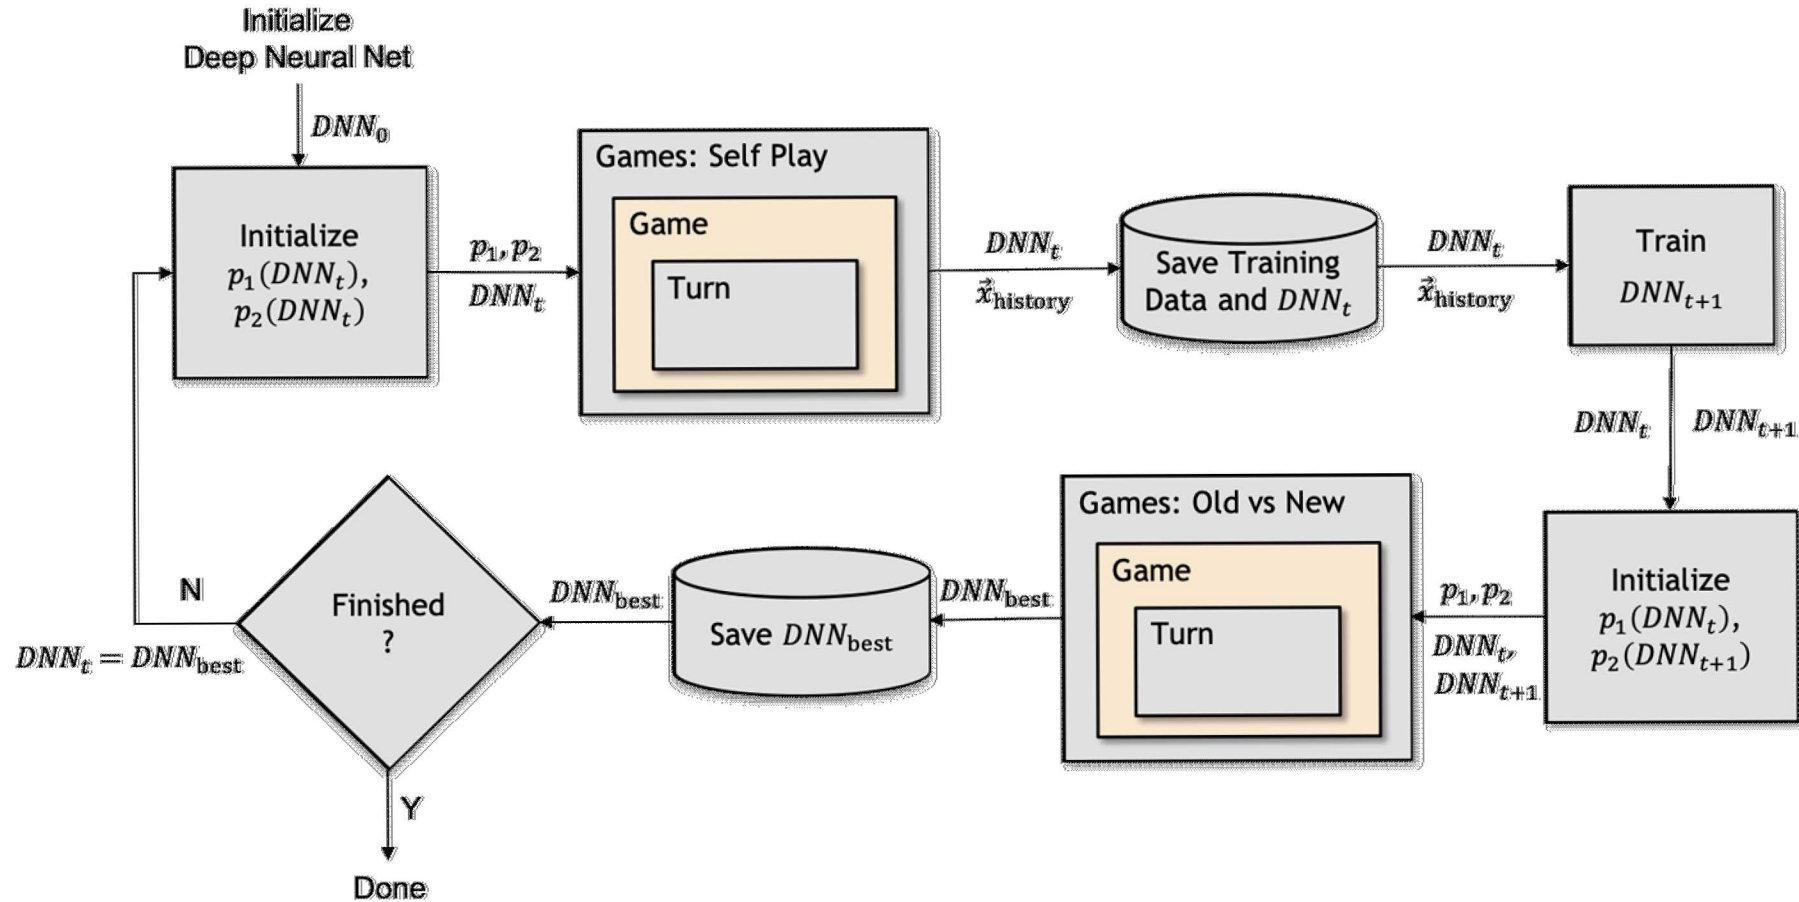 Initialize
Deep Neural Net
DNN₀
Initialize
p₁(DNNₜ),
p₂(DNNₜ)
p₁, p₂
DNNₜ
Games: Self Play
Game
Turn
DNNₜ
x⃗history
Save Training
Data and DNNₜ
DNNₜ
x⃗history
Train
DNNₜ₊₁
DNNₜ
DNNₜ₊₁
Initialize
p₁(DNNₜ),
p₂(DNNₜ₊₁)
p₁, p₂
DNNₜ,
DNNₜ₊₁
Games: Old vs New
Game
Turn
DNNbest
Save DNNbest
DNNbest
Finished
?
N
DNNₜ = DNNbest
Y
Done